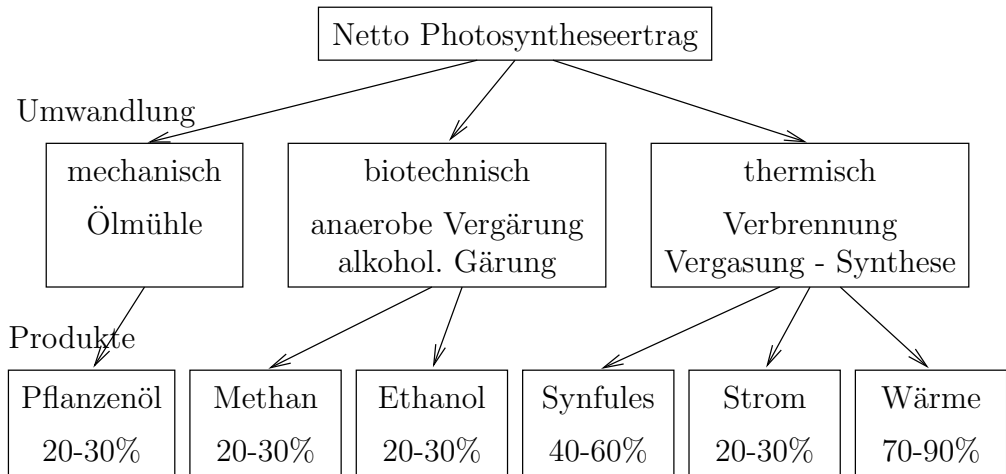 Netto Photosyntheseertrag
Umwandlung
mechanisch
Ölmühle
biotechnisch
anaerobe Vergärung
alkohol. Gärung
thermisch
Verbrennung
Vergasung - Synthese
Produkte
Pflanzenöl
20-30%
Methan
20-30%
Ethanol
20-30%
Synfules
40-60%
Strom
20-30%
Wärme
70-90%